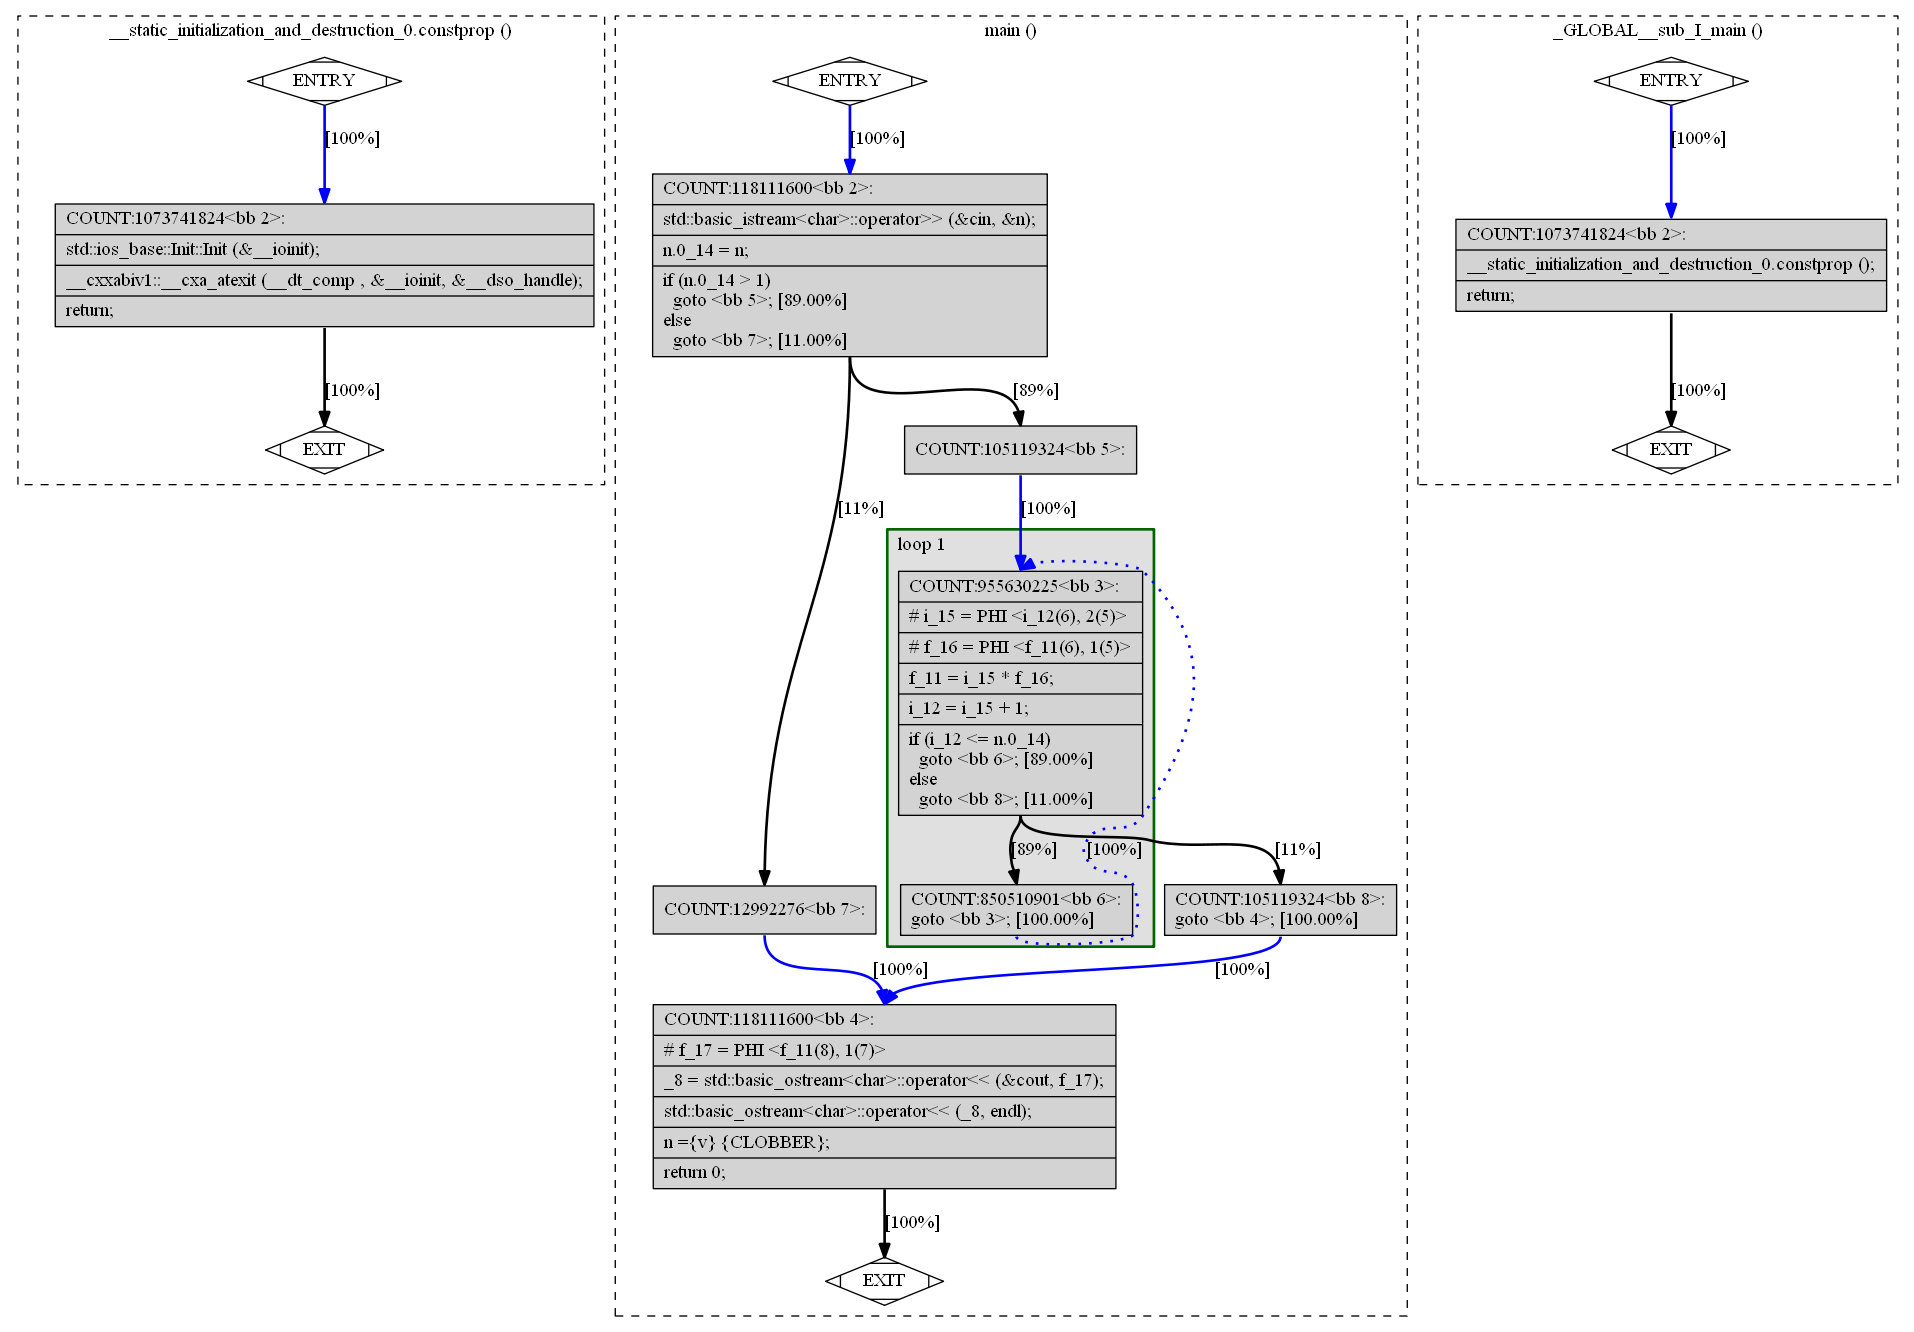 __static_initialization_and_destruction_0.constprop ()
ENTRY
[100%]
COUNT:1073741824<bb 2>:
std::ios_base::Init::Init (&__ioinit);
__cxxabiv1::__cxa_atexit (__dt_comp , &__ioinit, &__dso_handle);
return;
[100%]
EXIT
main ()
ENTRY
[100%]
COUNT:118111600<bb 2>:
std::basic_istream<char>::operator>> (&cin, &n);
n.0_14 = n;
if (n.0_14 > 1)
goto <bb 5>; [89.00%]
else
goto <bb 7>; [11.00%]
[89%]
COUNT:105119324<bb 5>:
[11%]
[100%]
loop 1
COUNT:955630225<bb 3>:
# i_15 = PHI <i_12(6), 2(5)>
# f_16 = PHI <f_11(6), 1(5)>
f_11 = i_15 * f_16;
i_12 = i_15 + 1;
if (i_12 <= n.0_14)
goto <bb 6>; [89.00%]
else
goto <bb 8>; [11.00%]
[89%]
[100%]
[11%]
COUNT:12992276<bb 7>:
COUNT:850510901<bb 6>:
goto <bb 3>; [100.00%]
COUNT:105119324<bb 8>:
goto <bb 4>; [100.00%]
[100%]
[100%]
COUNT:118111600<bb 4>:
# f_17 = PHI <f_11(8), 1(7)>
_8 = std::basic_ostream<char>::operator<< (&cout, f_17);
std::basic_ostream<char>::operator<< (_8, endl);
n ={v} {CLOBBER};
return 0;
[100%]
EXIT
_GLOBAL__sub_I_main ()
ENTRY
[100%]
COUNT:1073741824<bb 2>:
__static_initialization_and_destruction_0.constprop ();
return;
[100%]
EXIT